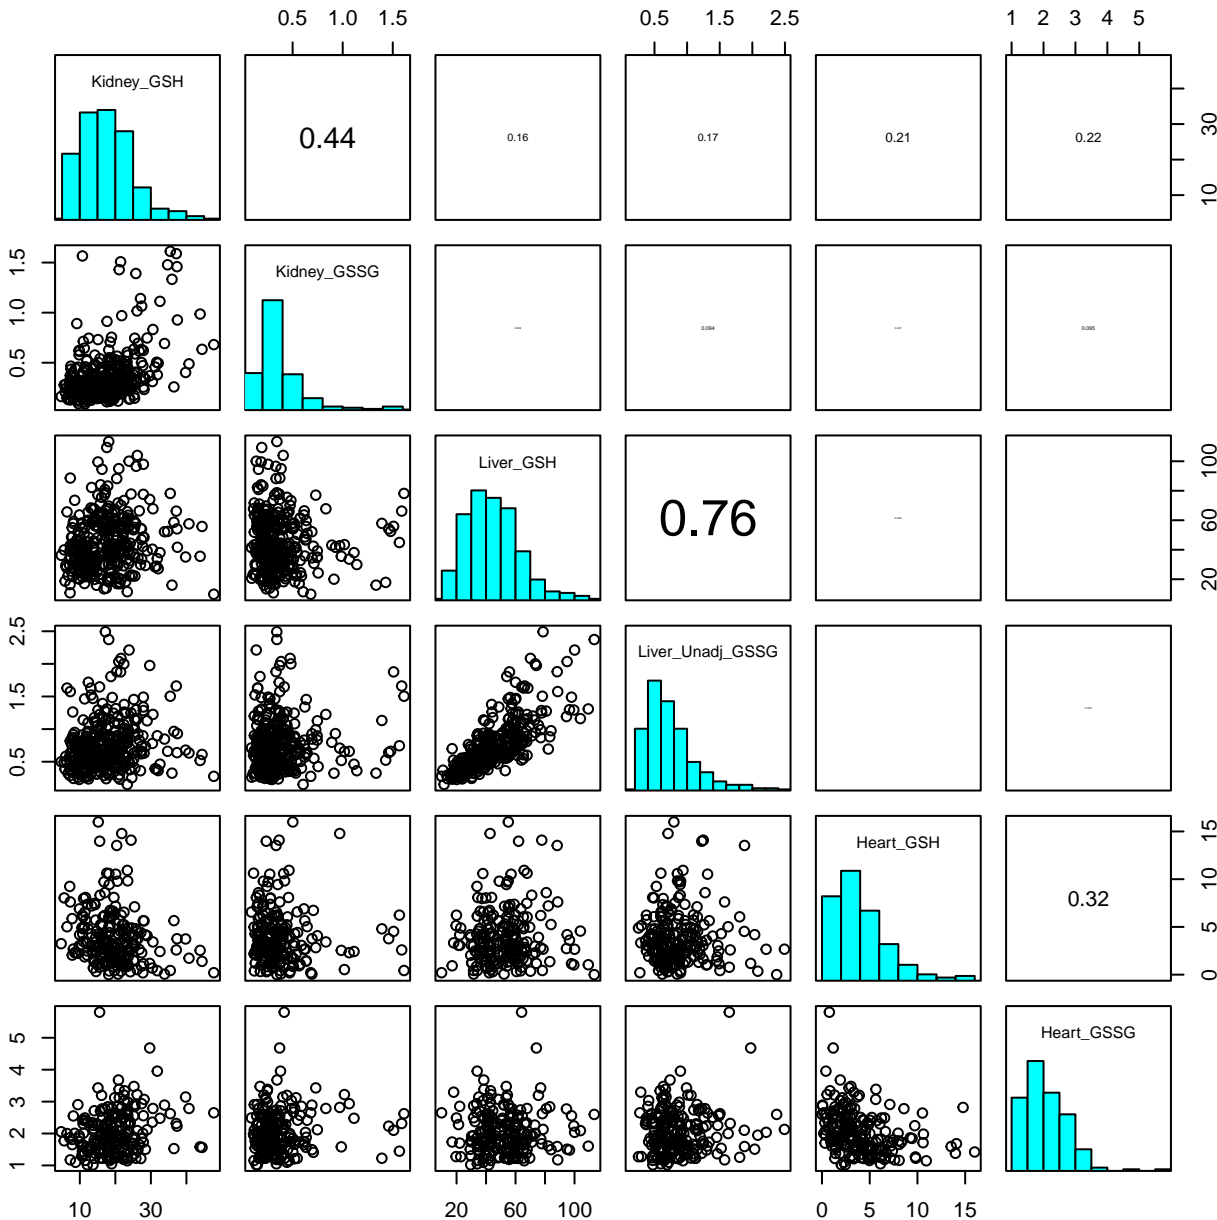 0.5 1.0 1.5 0.5 1.5 2.5 1 2 3 4 5
Kidney_GSH 0.44 0.16 0.17 0.21 0.22 10 30
0.5 1.0 1.5 Kidney_GSSG 0.094 0.095
Liver_GSH 0.76 20 60 100
0.5 1.5 2.5 Liver_Unadj_GSSG
Heart_GSH 0.32 0 5 10 15
1 2 3 4 5 Heart_GSSG
10 30 20 60 100 0 5 10 15